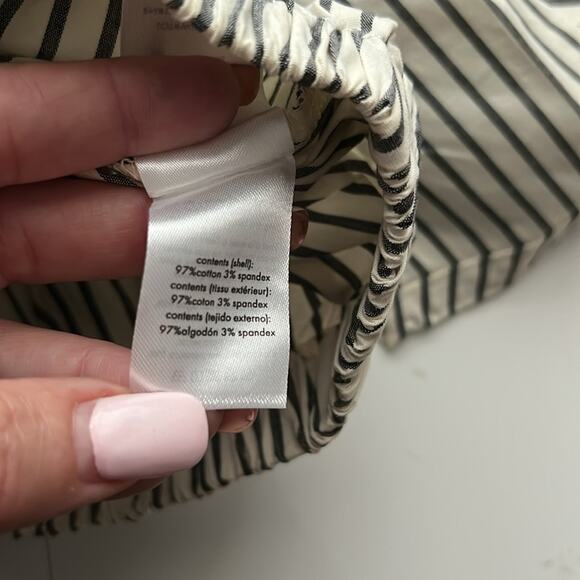 contents (shell):
97%cotton 3% spandex
contents (tissu extérieur):
97%coton 3% spandex
contents (tejido externo):
97%algodón 3% spandex